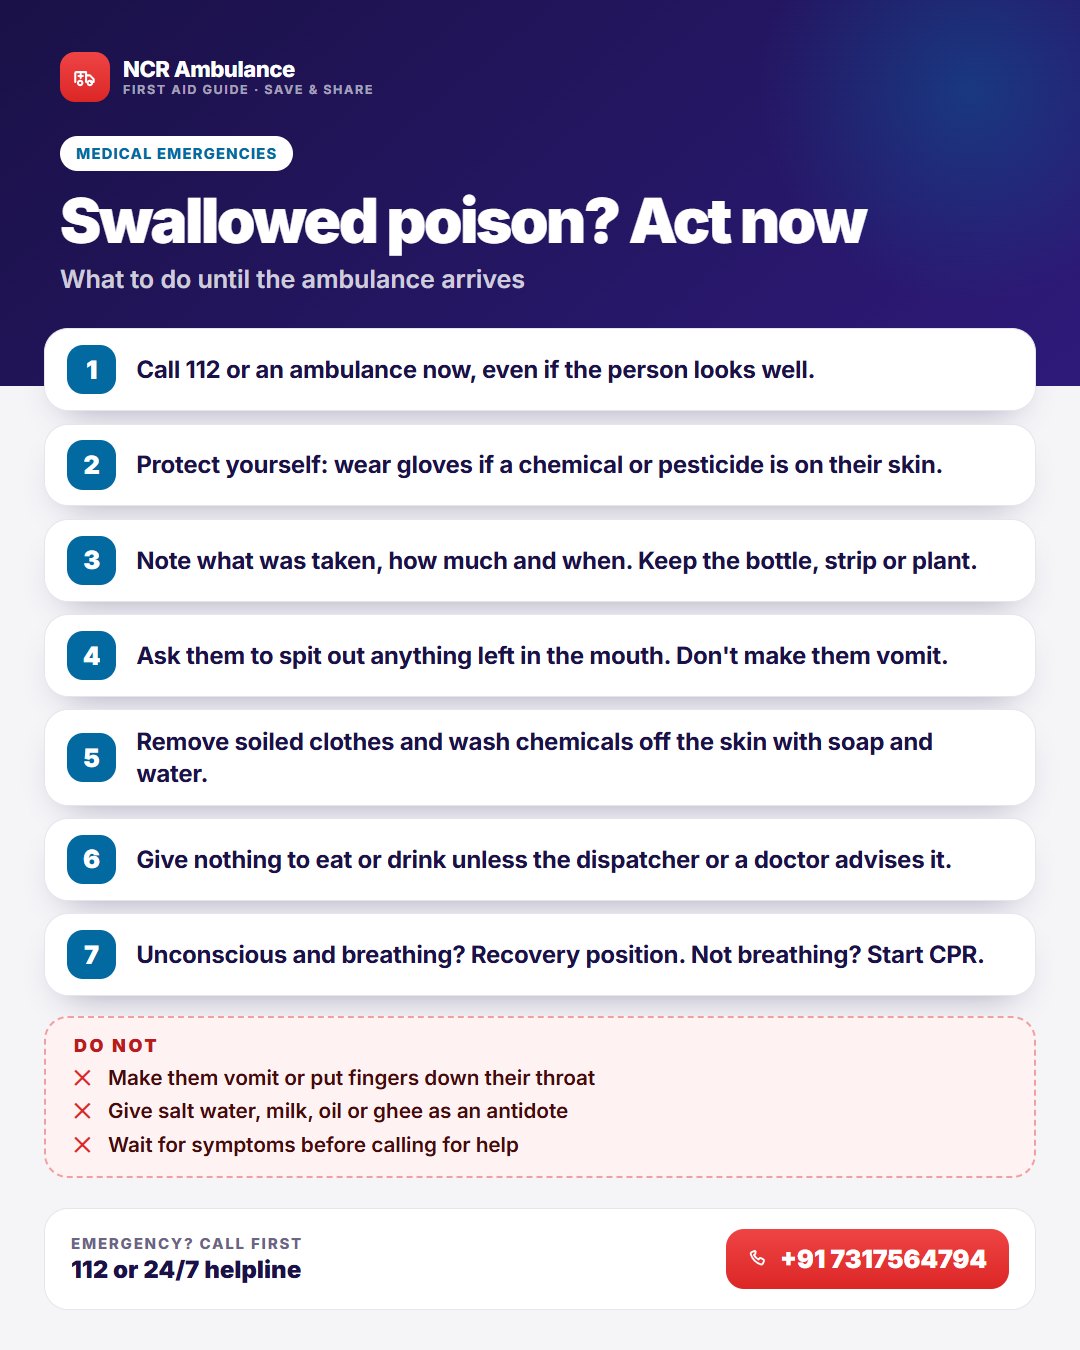 NCR Ambulance
FIRST AID GUIDE · SAVE & SHARE
MEDICAL EMERGENCIES
Swallowed poison? Act now
What to do until the ambulance arrives
1 Call 112 or an ambulance now, even if the person looks well.
2 Protect yourself: wear gloves if a chemical or pesticide is on their skin.
3 Note what was taken, how much and when. Keep the bottle, strip or plant.
4 Ask them to spit out anything left in the mouth. Don't make them vomit.
5 Remove soiled clothes and wash chemicals off the skin with soap and
water.
6 Give nothing to eat or drink unless the dispatcher or a doctor advises it.
7 Unconscious and breathing? Recovery position. Not breathing? Start CPR.
DO NOT
Make them vomit or put fingers down their throat
Give salt water, milk, oil or ghee as an antidote
Wait for symptoms before calling for help
EMERGENCY? CALL FIRST
112 or 24/7 helpline
+91 7317564794